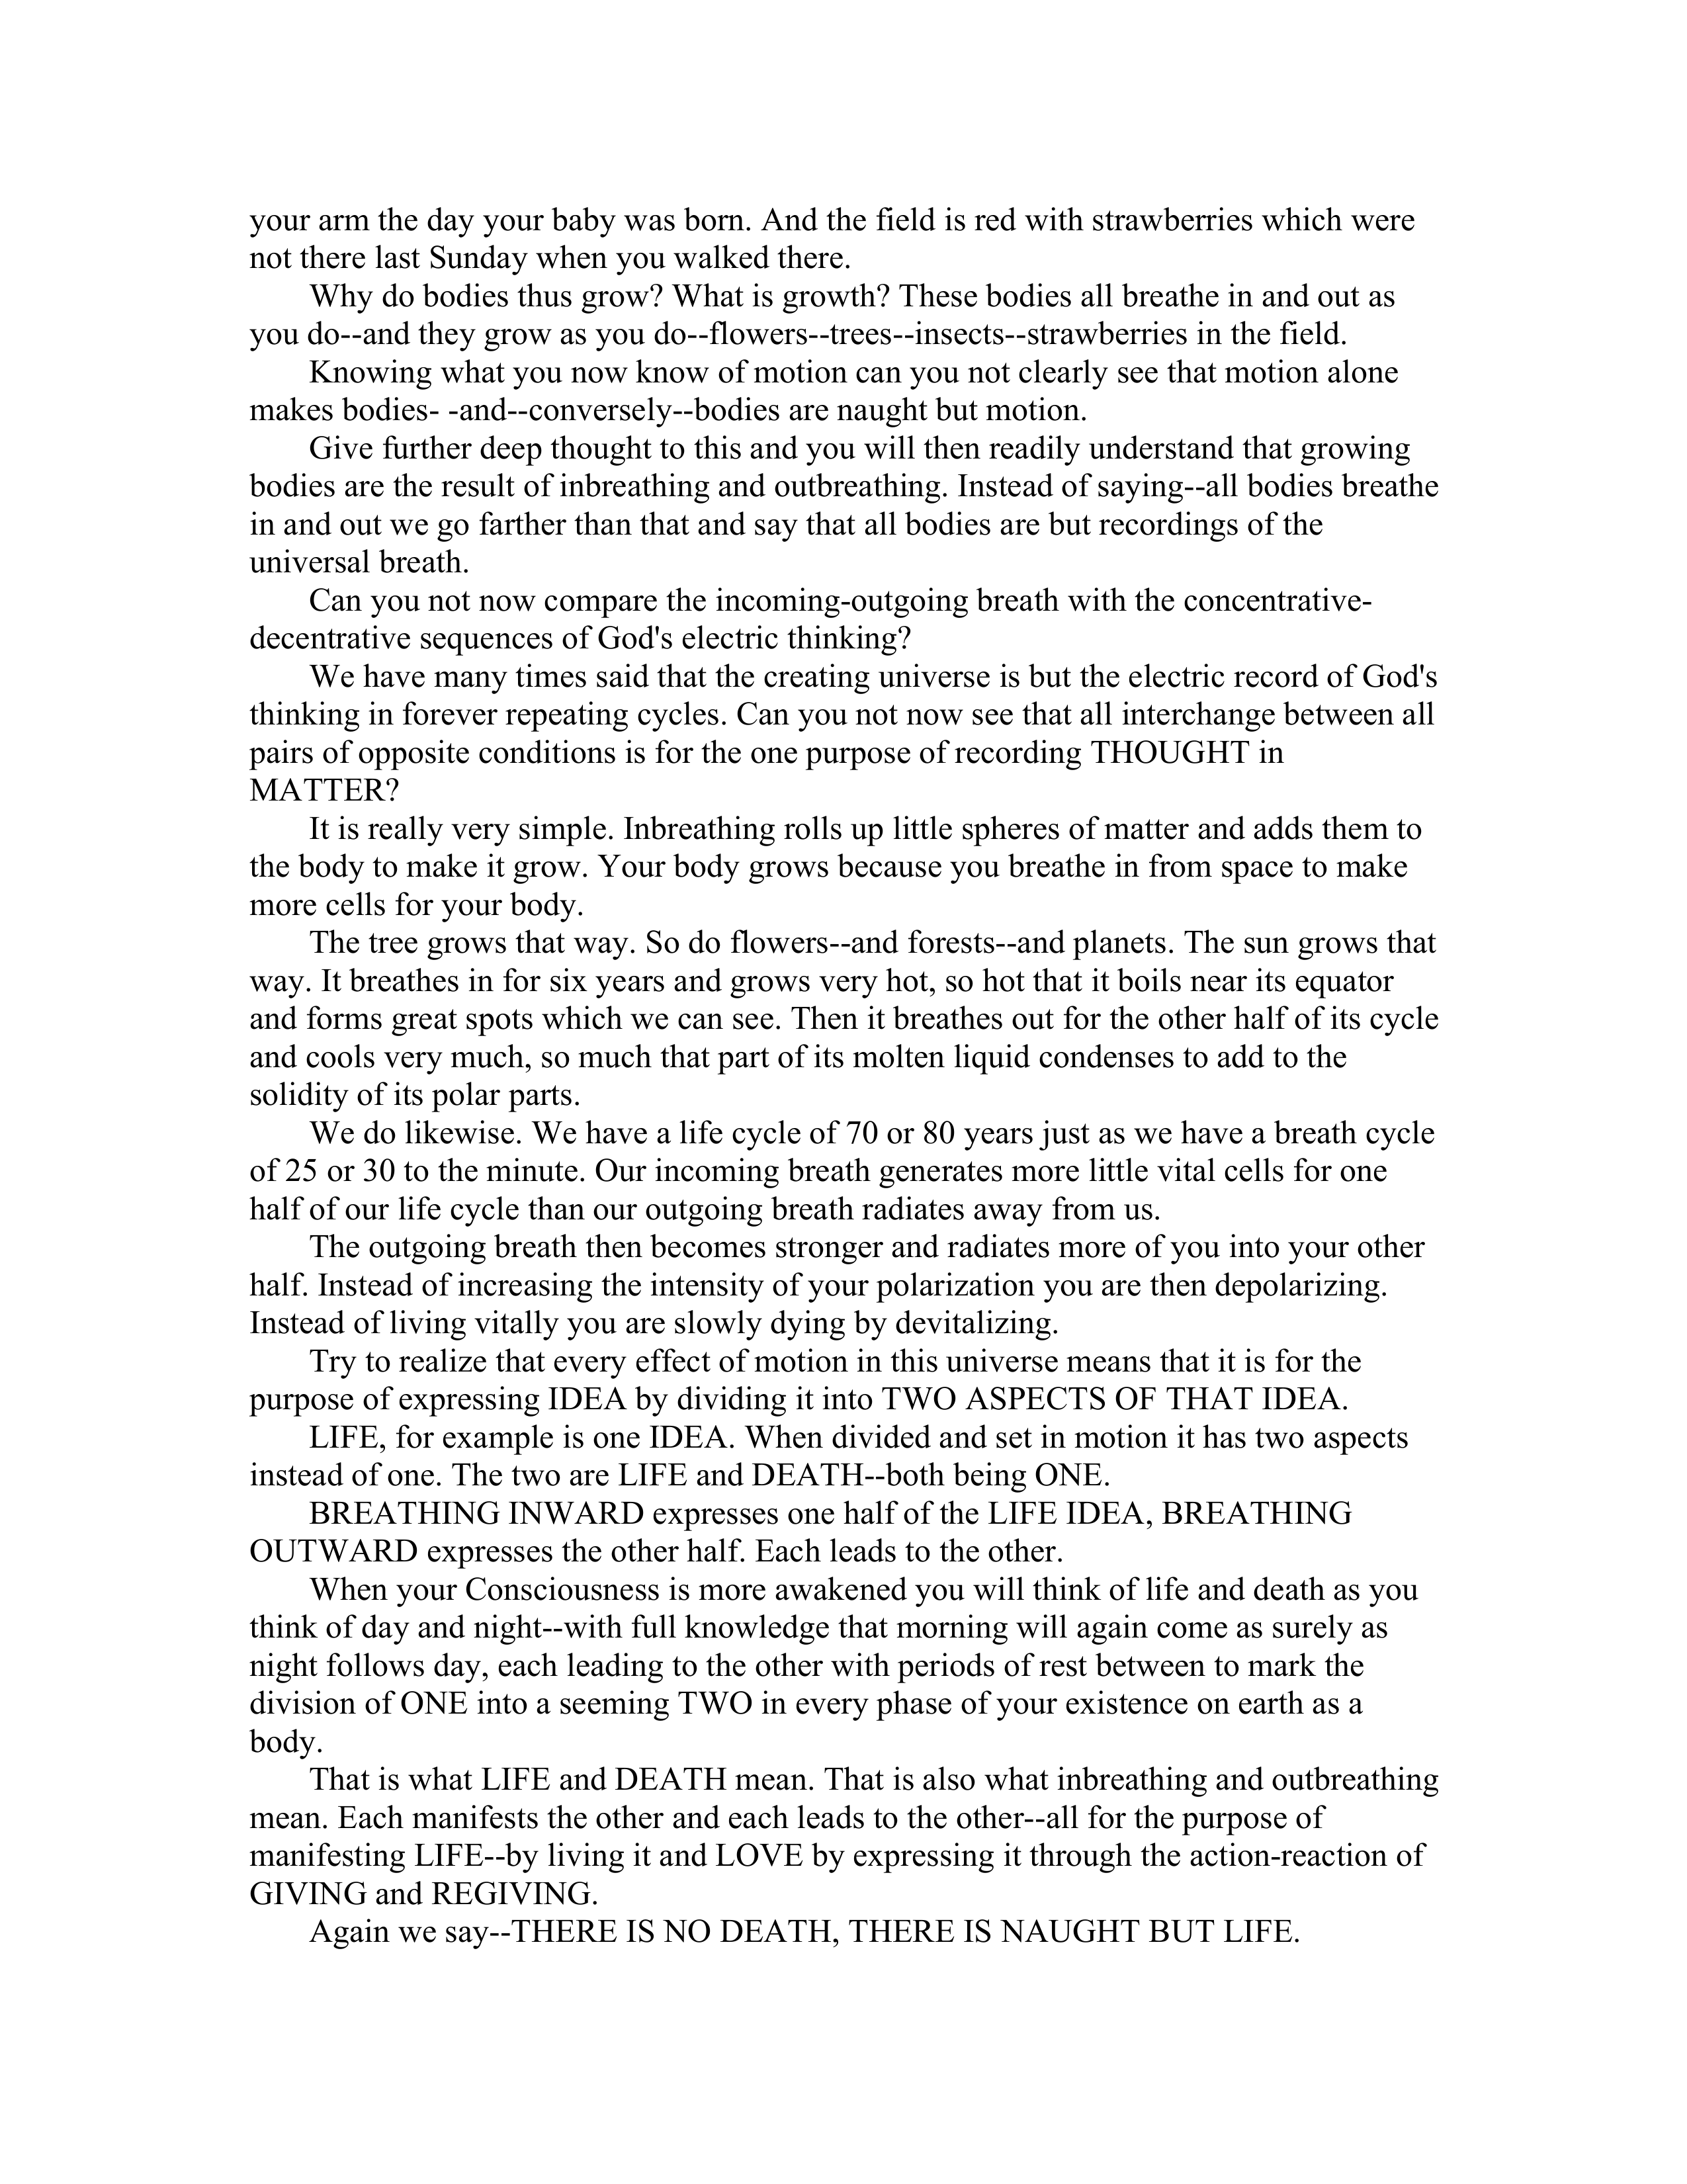 your arm the day your baby was born. And the field is red with strawberries which were
not there last Sunday when you walked there.
Why do bodies thus grow? What is growth? These bodies all breathe in and out as
you do--and they grow as you do--flowers--trees--insects--strawberries in the field.
Knowing what you now know of motion can you not clearly see that motion alone
makes bodies- -and--conversely--bodies are naught but motion.
Give further deep thought to this and you will then readily understand that growing
bodies are the result of inbreathing and outbreathing. Instead of saying--all bodies breathe
in and out we go farther than that and say that all bodies are but recordings of the
universal breath.
Can you not now compare the incoming-outgoing breath with the concentrative-
decentrative sequences of God's electric thinking?
We have many times said that the creating universe is but the electric record of God's
thinking in forever repeating cycles. Can you not now see that all interchange between all
pairs of opposite conditions is for the one purpose of recording THOUGHT in
MATTER?
It is really very simple. Inbreathing rolls up little spheres of matter and adds them to
the body to make it grow. Your body grows because you breathe in from space to make
more cells for your body.
The tree grows that way. So do flowers--and forests--and planets. The sun grows that
way. It breathes in for six years and grows very hot, so hot that it boils near its equator
and forms great spots which we can see. Then it breathes out for the other half of its cycle
and cools very much, so much that part of its molten liquid condenses to add to the
solidity of its polar parts.
We do likewise. We have a life cycle of 70 or 80 years just as we have a breath cycle
of 25 or 30 to the minute. Our incoming breath generates more little vital cells for one
half of our life cycle than our outgoing breath radiates away from us.
The outgoing breath then becomes stronger and radiates more of you into your other
half. Instead of increasing the intensity of your polarization you are then depolarizing.
Instead of living vitally you are slowly dying by devitalizing.
Try to realize that every effect of motion in this universe means that it is for the
purpose of expressing IDEA by dividing it into TWO ASPECTS OF THAT IDEA.
LIFE, for example is one IDEA. When divided and set in motion it has two aspects
instead of one. The two are LIFE and DEATH--both being ONE.
BREATHING INWARD expresses one half of the LIFE IDEA, BREATHING
OUTWARD expresses the other half. Each leads to the other.
When your Consciousness is more awakened you will think of life and death as you
think of day and night--with full knowledge that morning will again come as surely as
night follows day, each leading to the other with periods of rest between to mark the
division of ONE into a seeming TWO in every phase of your existence on earth as a
body.
That is what LIFE and DEATH mean. That is also what inbreathing and outbreathing
mean. Each manifests the other and each leads to the other--all for the purpose of
manifesting LIFE--by living it and LOVE by expressing it through the action-reaction of
GIVING and REGIVING.
Again we say--THERE IS NO DEATH, THERE IS NAUGHT BUT LIFE.